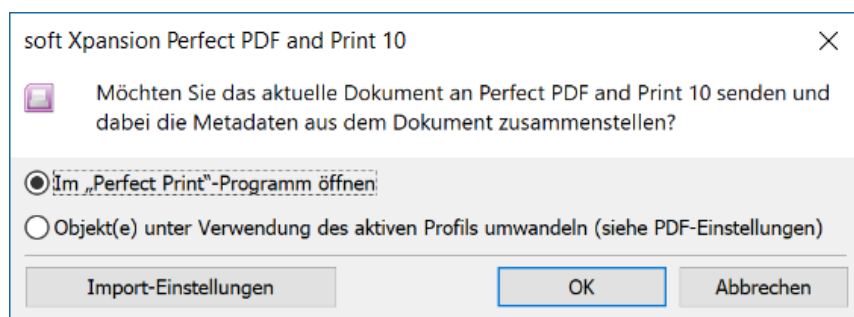 soft Xpansion Perfect PDF and Print 10
Möchten Sie das aktuelle Dokument an Perfect PDF and Print 10 senden und
dabei die Metadaten aus dem Dokument zusammenstellen?
Im „Perfect Print“-Programm öffnen
Objekt(e) unter Verwendung des aktiven Profils umwandeln (siehe PDF-Einstellungen)
Import-Einstellungen
OK
Abbrechen